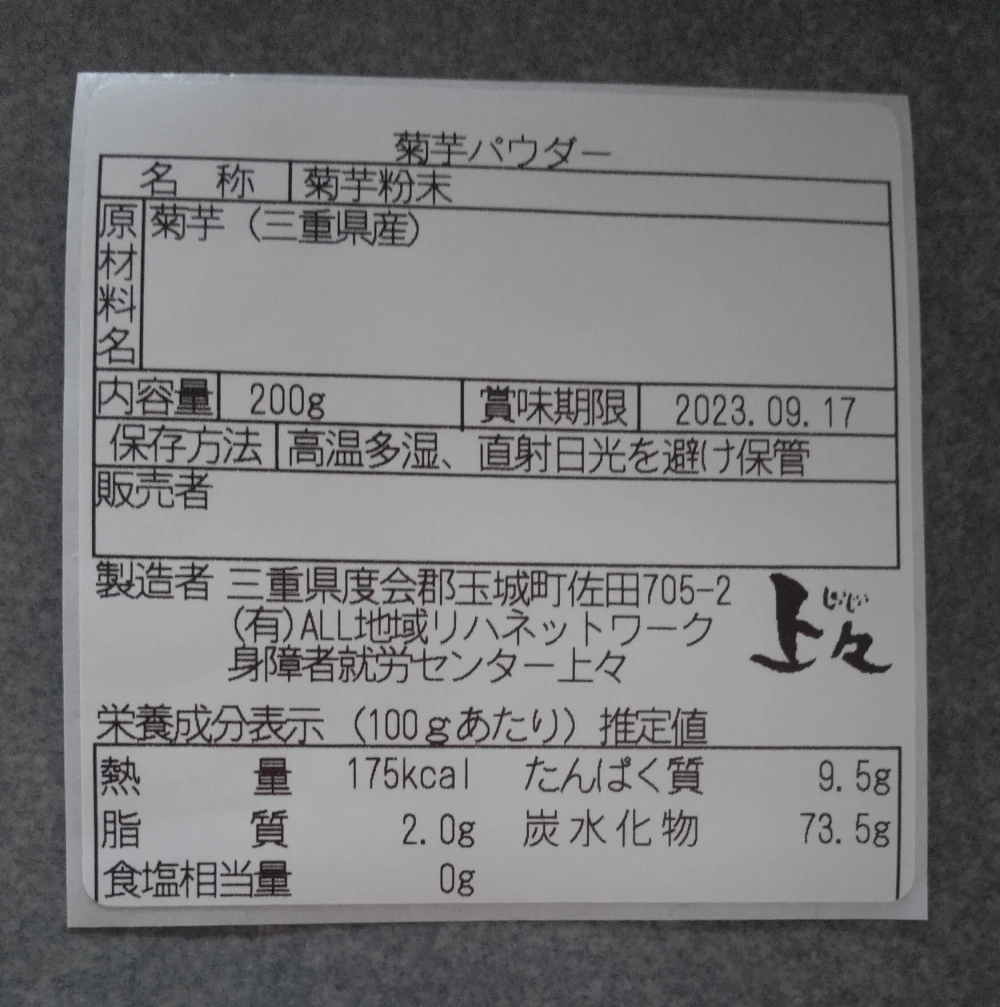 菊芋パウダー
名 称 菊芋粉末
原材料名 菊芋（三重県産）
内容量 200g 賞味期限 2023.09.17
保存方法 高温多湿、直射日光を避け保管
販売者
製造者 三重県度会郡玉城町佐田705-2
(有)ALL地域リハネットワーク
身障者就労センター上々
じょじょ
上々
栄養成分表示（100gあたり）推定値
熱 量 175kcal たんぱく質 9.5g
脂 質 2.0g 炭水化物 73.5g
食塩相当量 0g